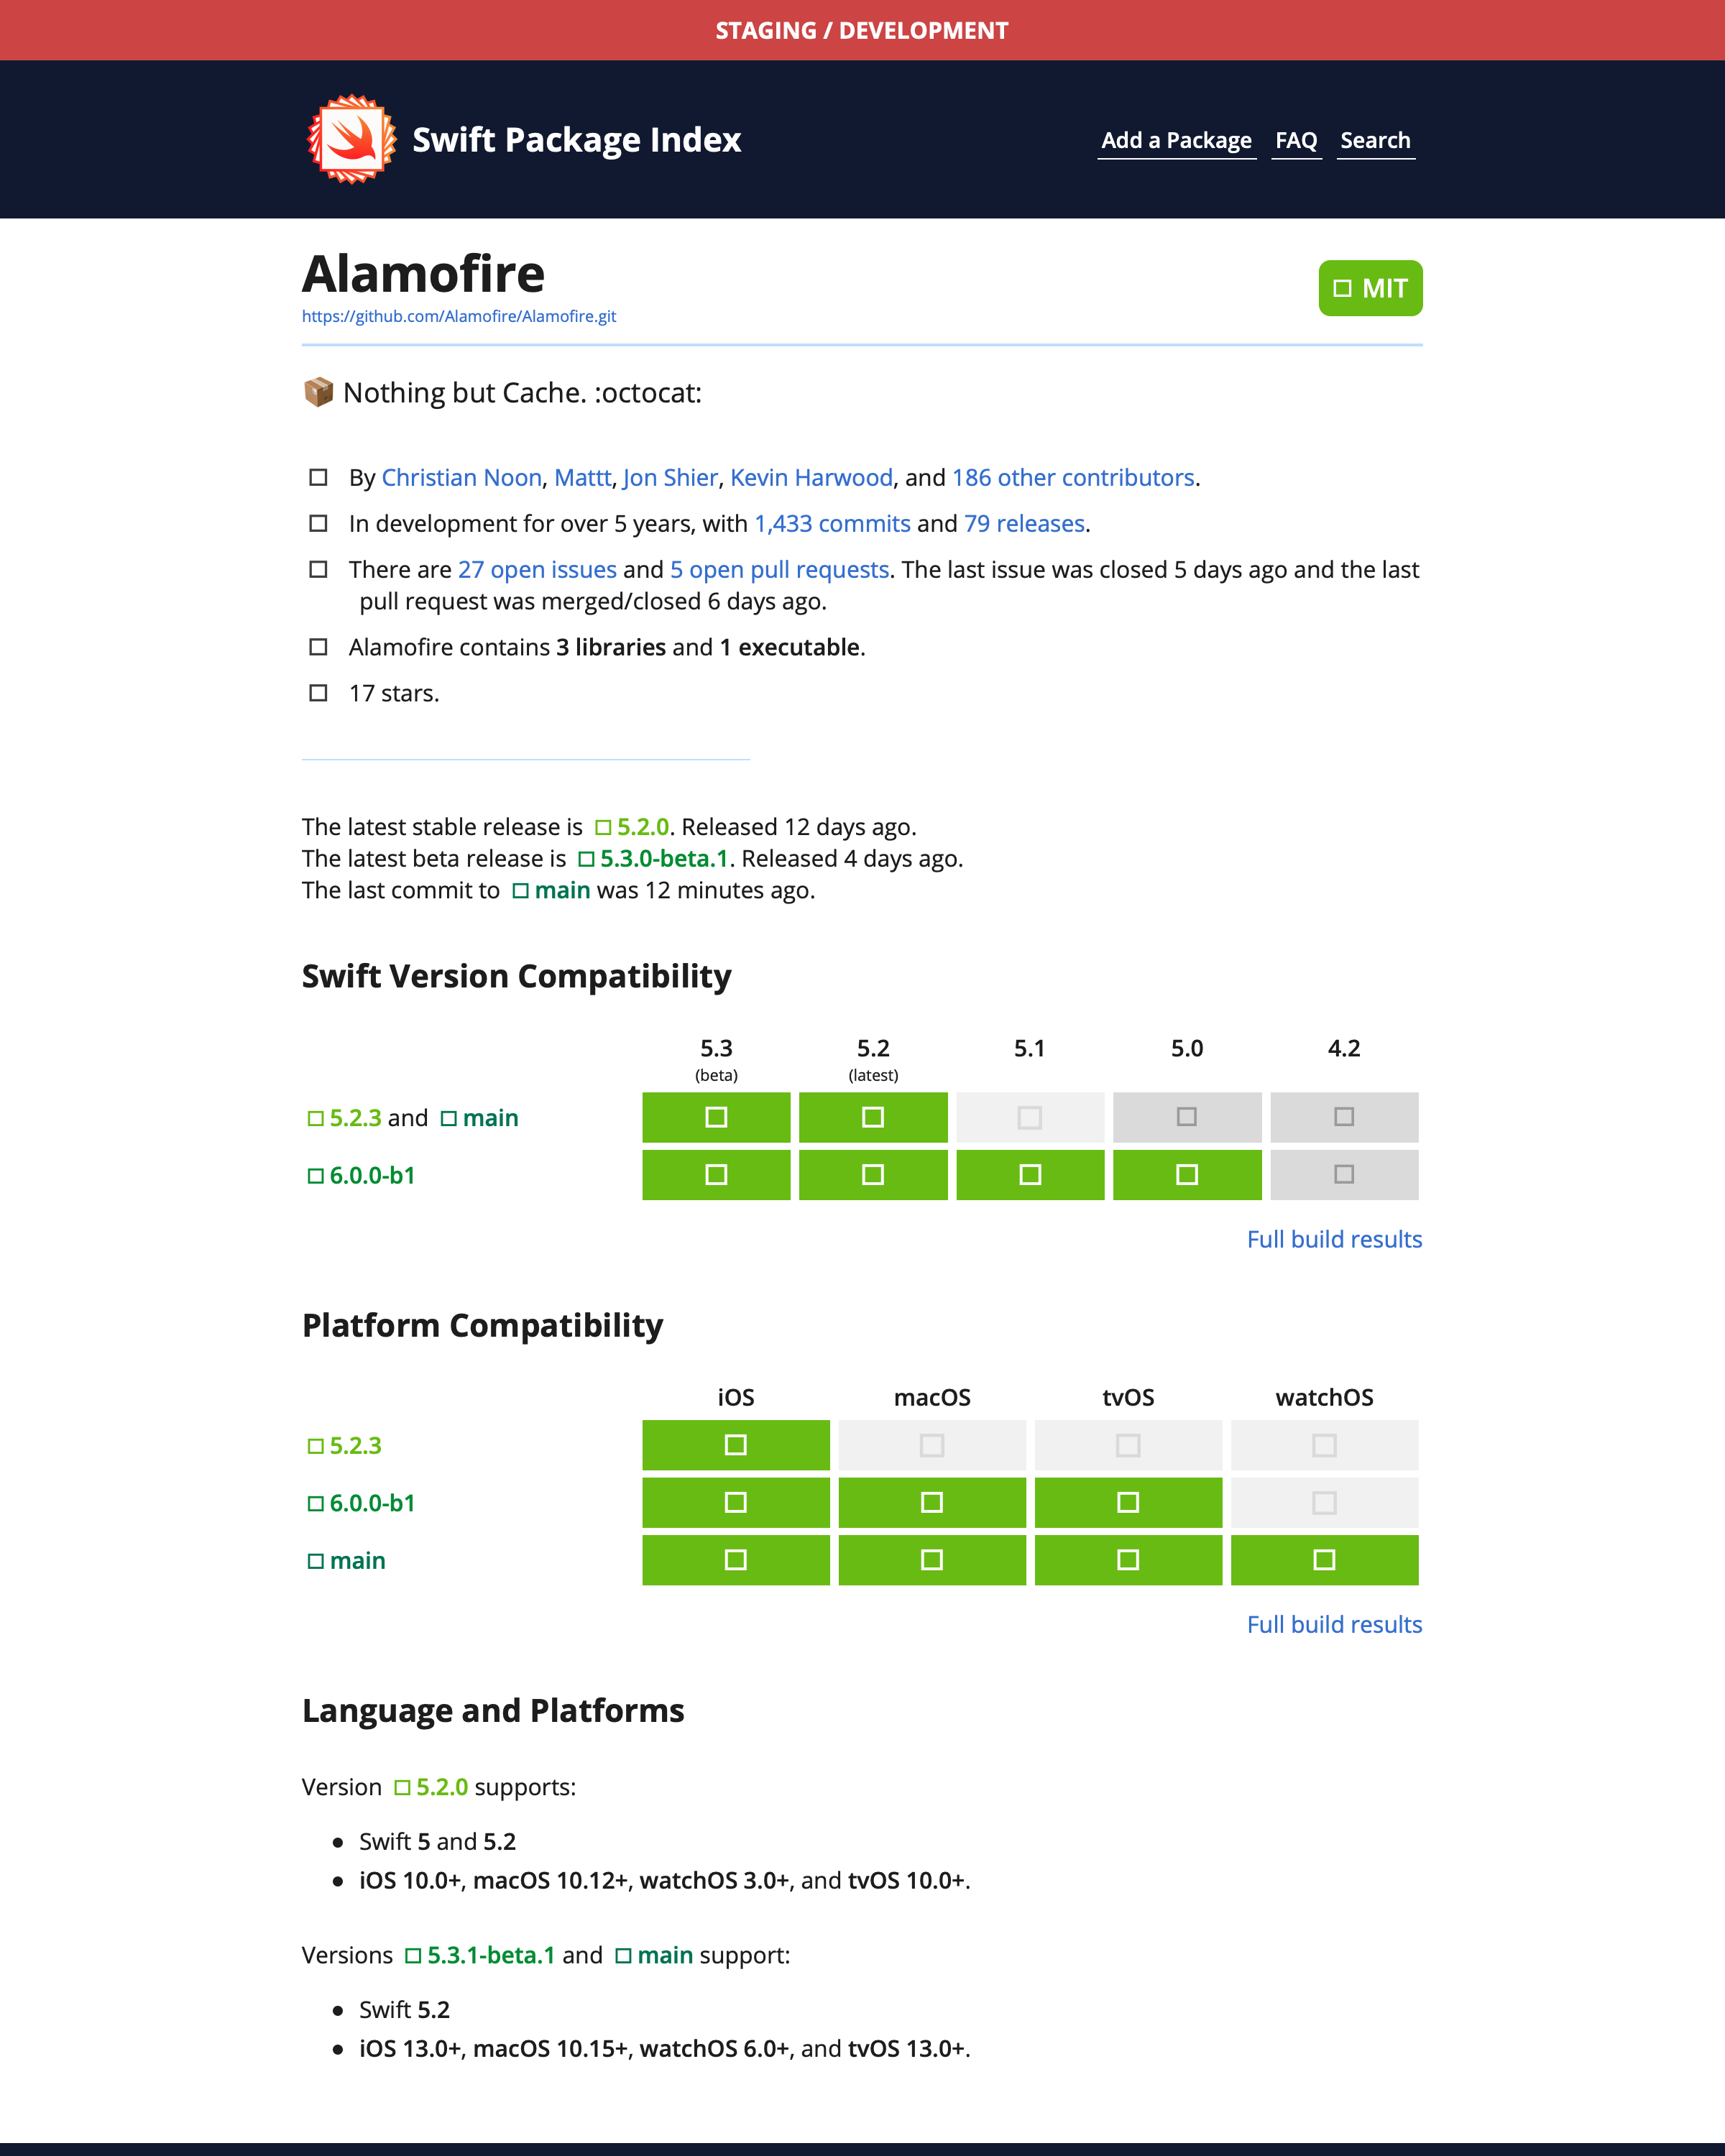 STAGING / DEVELOPMENT
Swift Package Index
Add a Package FAQ Search
Alamofire
MIT
https://github.com/Alamofire/Alamofire.git
📦 Nothing but Cache. :octocat:
By Christian Noon, Mattt, Jon Shier, Kevin Harwood, and 186 other contributors.
In development for over 5 years, with 1,433 commits and 79 releases.
There are 27 open issues and 5 open pull requests. The last issue was closed 5 days ago and the last
pull request was merged/closed 6 days ago.
Alamofire contains 3 libraries and 1 executable.
17 stars.
The latest stable release is 5.2.0. Released 12 days ago.
The latest beta release is 5.3.0-beta.1. Released 4 days ago.
The last commit to main was 12 minutes ago.
Swift Version Compatibility
5.3 5.2 5.1 5.0 4.2
(beta) (latest)
5.2.3 and main
6.0.0-b1
Full build results
Platform Compatibility
iOS macOS tvOS watchOS
5.2.3
6.0.0-b1
main
Full build results
Language and Platforms
Version 5.2.0 supports:
• Swift 5 and 5.2
• iOS 10.0+, macOS 10.12+, watchOS 3.0+, and tvOS 10.0+.
Versions 5.3.1-beta.1 and main support:
• Swift 5.2
• iOS 13.0+, macOS 10.15+, watchOS 6.0+, and tvOS 13.0+.